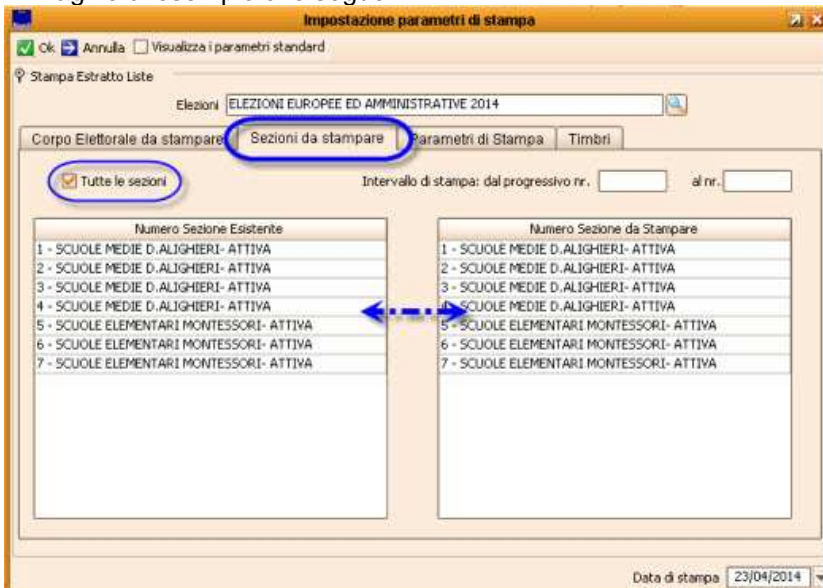 Impostazione parametri di stampa
Ok Annulla Visualizza i parametri standard
Stampa Estratto Liste
Elezioni ELEZIONI EUROPEE ED AMMINISTRATIVE 2014
Corpo Elettorale da stampare Sezioni da stampare Parametri di Stampa Timbri
Tutte le sezioni Intervallo di stampa: dal progressivo nr. al nr.
Numero Sezione Esistente Numero Sezione da Stampare
1 - SCUOLE MEDIE D.ALIGHIERI- ATTIVA 1 - SCUOLE MEDIE D.ALIGHIERI- ATTIVA
2 - SCUOLE MEDIE D.ALIGHIERI- ATTIVA 2 - SCUOLE MEDIE D.ALIGHIERI- ATTIVA
3 - SCUOLE MEDIE D.ALIGHIERI- ATTIVA 3 - SCUOLE MEDIE D.ALIGHIERI- ATTIVA
4 - SCUOLE MEDIE D.ALIGHIERI- ATTIVA 4 - SCUOLE MEDIE D.ALIGHIERI- ATTIVA
5 - SCUOLE ELEMENTARI MONTESSORI- ATTIVA 5 - SCUOLE ELEMENTARI MONTESSORI- ATTIVA
6 - SCUOLE ELEMENTARI MONTESSORI- ATTIVA 6 - SCUOLE ELEMENTARI MONTESSORI- ATTIVA
7 - SCUOLE ELEMENTARI MONTESSORI- ATTIVA 7 - SCUOLE ELEMENTARI MONTESSORI- ATTIVA
Data di stampa 23/04/2014